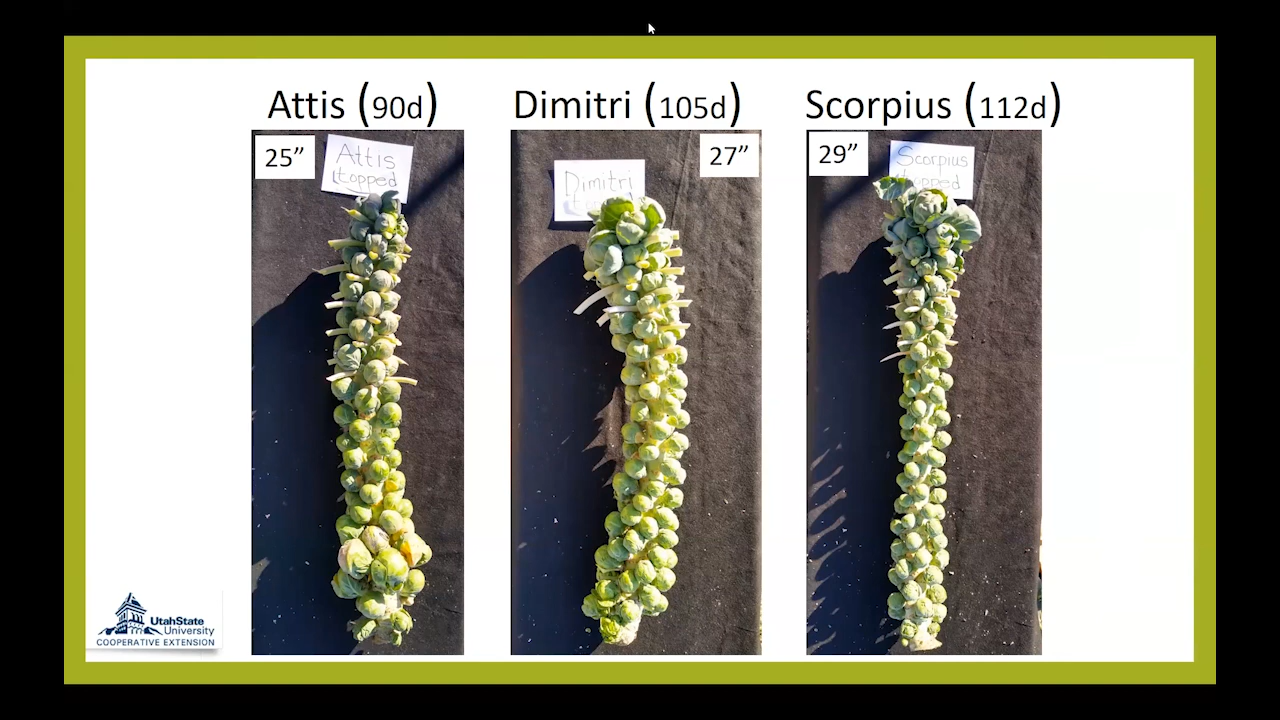 Attis (90d)
Dimitri (105d)
Scorpius (112d)
25”
Attis
topped
27”
Dimitri
29”
Scorpius
UtahState
University
COOPERATIVE EXTENSION